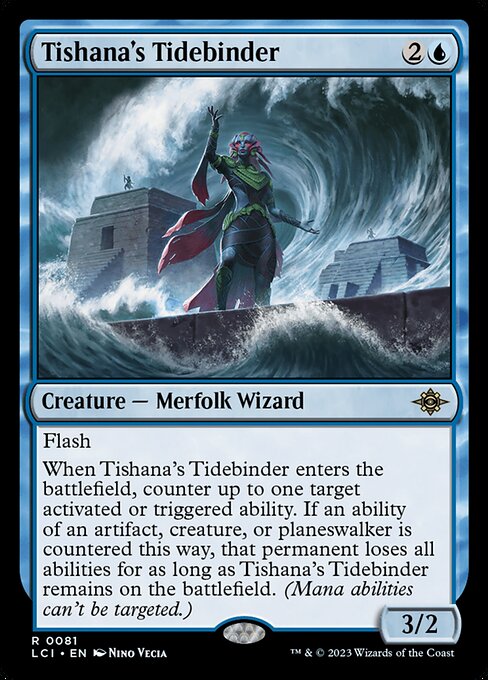 Tishana's Tidebinder 2
Creature — Merfolk Wizard
Flash
When Tishana's Tidebinder enters the
battlefield, counter up to one target
activated or triggered ability. If an ability
of an artifact, creature, or planeswalker is
countered this way, that permanent loses all
abilities for as long as Tishana's Tidebinder
remains on the battlefield. (Mana abilities
can't be targeted.)
3/2
R 0081
LCI • EN Nino Vecia
™ & © 2023 Wizards of the Coast